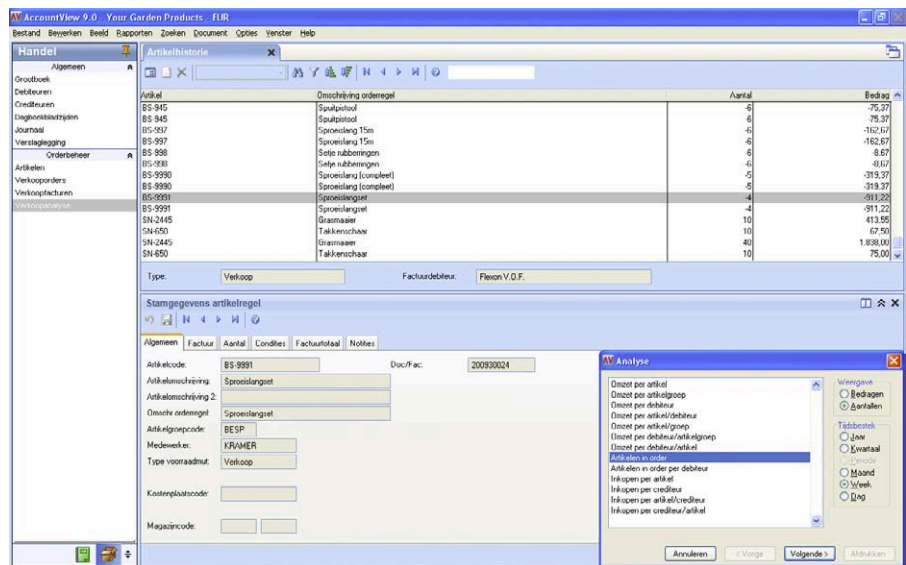 AccountView 9.0 - Your Garden Products - EUR
Bestand Bewerken Beeld Rapporten Zoeken Document Opties Venster Help
Handel
Algemeen
Grootboek
Debiteuren
Crediteuren
Dagboekbladzijden
Journaal
Verslaglegging
Orderbeheer
Artikelen
Verkooporders
Verkoopfacturen
Verkoopanalyse
Artikelhistorie
Artikel Omschrijving orderregel Aantal Bedrag
BS-945 Spuitpistool -6 -75,37
BS-945 Spuitpistool 6 75,37
BS-997 Sproeislang 15m -6 -162,67
BS-997 Sproeislang 15m -6 -162,67
BS-998 Setje rubberringen -6 -8,67
BS-998 Setje rubberringen -6 -8,67
BS-9990 Sproeislang (compleet) -5 -319,37
BS-9990 Sproeislang (compleet) -5 -319,37
BS-9991 Sproeislangset -4 -911,22
BS-9991 Sproeislangset -4 -911,22
SN-2445 Grasmaaier 10 413,55
SN-650 Takkenschaar 10 67,50
SN-2445 Grasmaaier 40 1.838,00
SN-650 Takkenschaar 10 75,00
Type: Verkoop Factuurdebiteur: Flexon V.O.F.
Stamgegevens artikelregel
Algemeen Factuur Aantal Condities Factuurtotaal Notities
Artikelcode: BS-9991 Doc/Fac: 200930024
Artikelomschrijving: Sproeislangset
Artikelomschrijving 2:
Omschr orderregel: Sproeislangset
Artikelgroepcode: BESP
Medewerker: KRAMER
Type voorraadmut: Verkoop
Kostenplaatscode:
Magazijncode:
Analyse
Omzet per artikel
Omzet per artikelgroep
Omzet per debiteur
Omzet per artikel/debiteur
Omzet per artikel/groep
Omzet per debiteur/artikelgroep
Omzet per debiteur/artikel
Artikelen in order
Artikelen in order per debiteur
Inkopen per artikel
Inkopen per crediteur
Inkopen per artikel/crediteur
Inkopen per crediteur/artikel
Weergave
Bedragen
Aantallen
Tijdsbestek
Jaar
Kwartaal
Periode
Maand
Week
Dag
Annuleren < Vorige Volgende > Afdrukken